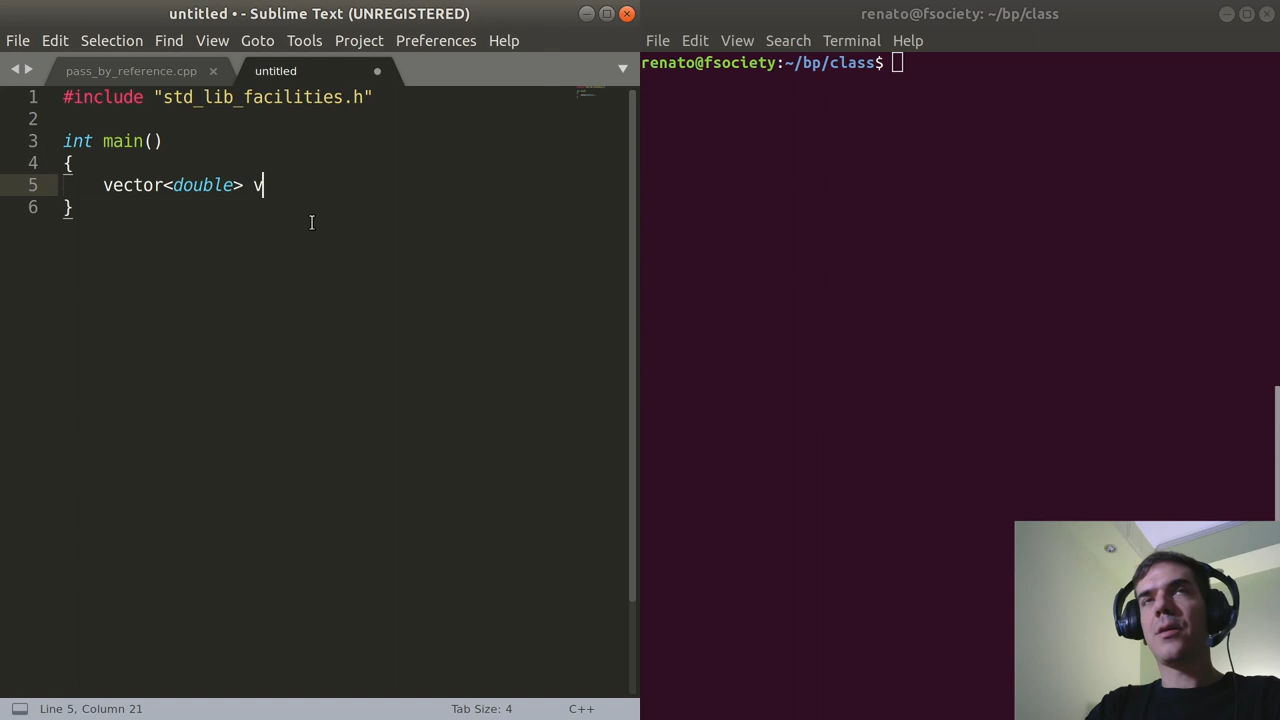 untitled • - Sublime Text (UNREGISTERED)
File Edit Selection Find View Goto Tools Project Preferences Help
pass_by_reference.cpp untitled
1 #include "std_lib_facilities.h"
2
3 int main()
4 {
5 vector<double> v
6 }
Line 5, Column 21 Tab Size: 4 C++
renato@fsociety: ~/bp/class
File Edit View Search Terminal Help
renato@fsociety:~/bp/class$